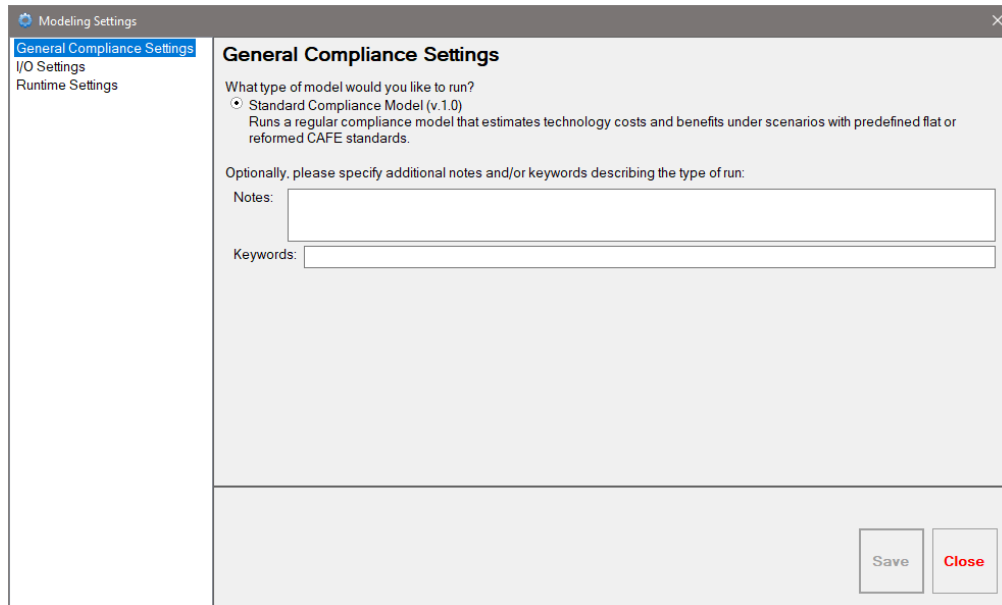 Modeling Settings
General Compliance Settings
I/O Settings
Runtime Settings
General Compliance Settings
What type of model would you like to run?
Standard Compliance Model (v.1.0)
Runs a regular compliance model that estimates technology costs and benefits under scenarios with predefined flat or
reformed CAFE standards.
Optionally, please specify additional notes and/or keywords describing the type of run:
Notes:
Keywords:
Save
Close